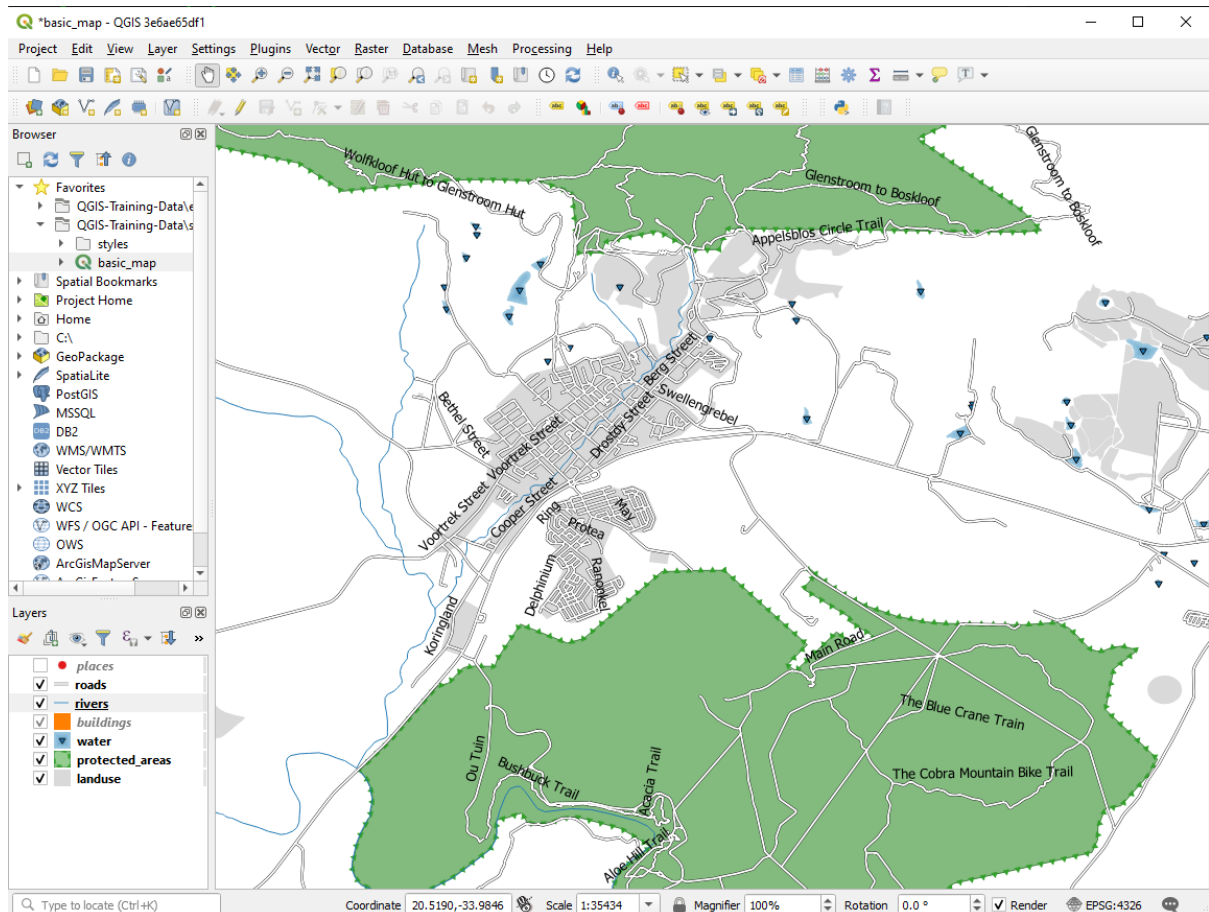 *basic_map - QGIS 3e6ae65df1
Project Edit View Layer Settings Plugins Vector Raster Database Mesh Processing Help
Browser
Favorites
QGIS-Training-Data\e
QGIS-Training-Data\s
styles
basic_map
Spatial Bookmarks
Project Home
Home
C:\
GeoPackage
SpatiaLite
PostGIS
MSSQL
DB2
WMS/WMTS
Vector Tiles
XYZ Tiles
WCS
WFS / OGC API - Feature
OWS
ArcGisMapServer
Layers
places
roads
rivers
buildings
water
protected_areas
landuse
Wolfkloof Hut to Glenstroom Hut
Glenstroom to Boskloof
Glenstroom to Boskloof
Appelsblos Circle Trail
Berg Street
Swellengrebel
Bethel Street
Drostdy Street
Voortrek Street
Voortrek Street
Cooper Street
Ring
May
Protea
Delphinium
Ranonkel
Koringland
Main Road
The Blue Crane Train
Ou Tuin
Bushbuck Trail
Acacia Trail
The Cobra Mountain Bike Trail
Aloe Hill Trail
Type to locate (Ctrl+K) Coordinate 20.5190,-33.9846 Scale 1:35434 Magnifier 100% Rotation 0.0 ° Render EPSG:4326